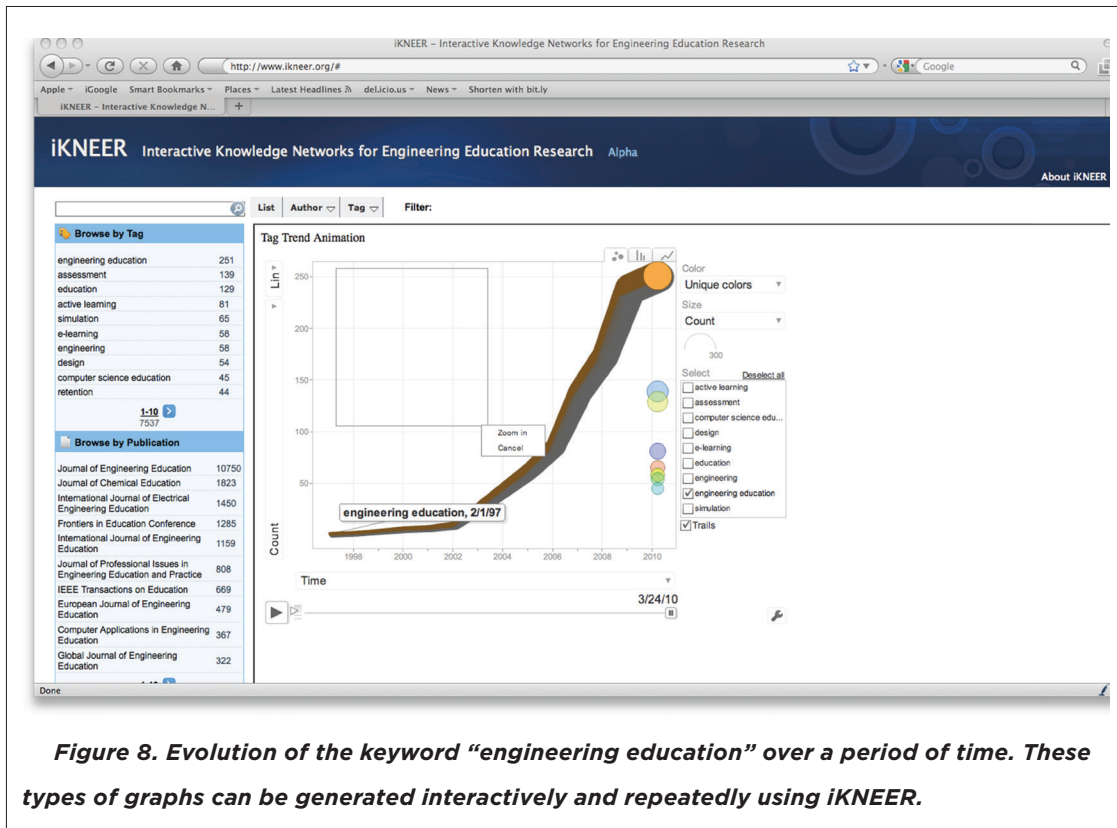 iKNEER – Interactive Knowledge Networks for Engineering Education Research
http://www.ikneer.org/#
Google
Apple iGoogle Smart Bookmarks Places Latest Headlines del.icio.us News Shorten with bit.ly
iKNEER – Interactive Knowledge N... +
iKNEER Interactive Knowledge Networks for Engineering Education Research Alpha
About iKNEER
List Author Tag Filter:
Browse by Tag
engineering education 251
assessment 139
education 129
active learning 81
simulation 65
e-learning 58
engineering 58
design 54
computer science education 45
retention 44
1-10
7537
Browse by Publication
Journal of Engineering Education 10750
Journal of Chemical Education 1823
International Journal of Electrical
Engineering Education 1450
Frontiers in Education Conference 1285
International Journal of Engineering
Education 1159
Journal of Professional Issues in
Engineering Education and Practice 808
IEEE Transactions on Education 669
European Journal of Engineering
Education 479
Computer Applications in Engineering
Education 367
Global Journal of Engineering
Education 322
Tag Trend Animation
Lin
250
200
150
100
50
Count
Zoom in
Cancel
engineering education, 2/1/97
1998 2000 2002 2004 2006 2008 2010
Time
3/24/10
Color
Unique colors
Size
Count
300
Select Deselect all
active learning
assessment
computer science edu...
design
e-learning
education
engineering
engineering education
simulation
Trails
Done
Figure 8. Evolution of the keyword “engineering education” over a period of time. These
types of graphs can be generated interactively and repeatedly using iKNEER.